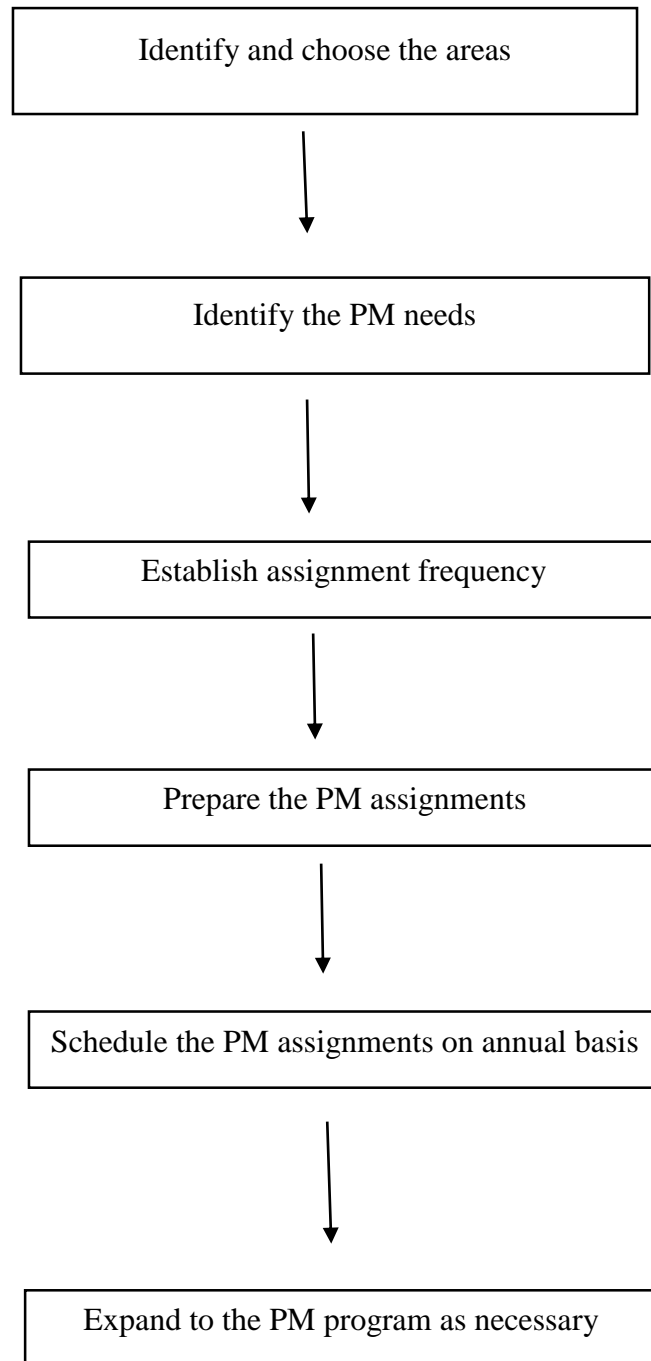 Identify and choose the areas
Identify the PM needs
Establish assignment frequency
Prepare the PM assignments
Schedule the PM assignments on annual basis
Expand to the PM program as necessary